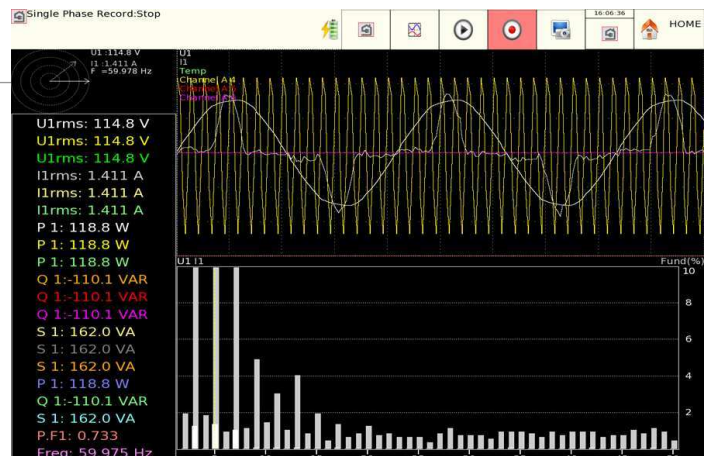 Single Phase Record:Stop
16:06:36
HOME
U1 :114.8 V
I1 :1.411 A
F =59.978 Hz
U1
I1
Temp
Channel A 4
U1rms: 114.8 V
U1rms: 114.8 V
U1rms: 114.8 V
I1rms: 1.411 A
I1rms: 1.411 A
I1rms: 1.411 A
P 1: 118.8 W
P 1: 118.8 W
P 1: 118.8 W
Q 1:-110.1 VAR
Q 1:-110.1 VAR
Q 1:-110.1 VAR
S 1: 162.0 VA
S 1: 162.0 VA
S 1: 162.0 VA
P 1: 118.8 W
Q 1:-110.1 VAR
S 1: 162.0 VA
P.F1: 0.733
Freq: 59.975 Hz
U1 I1
Fund(%)
10
8
6
4
2